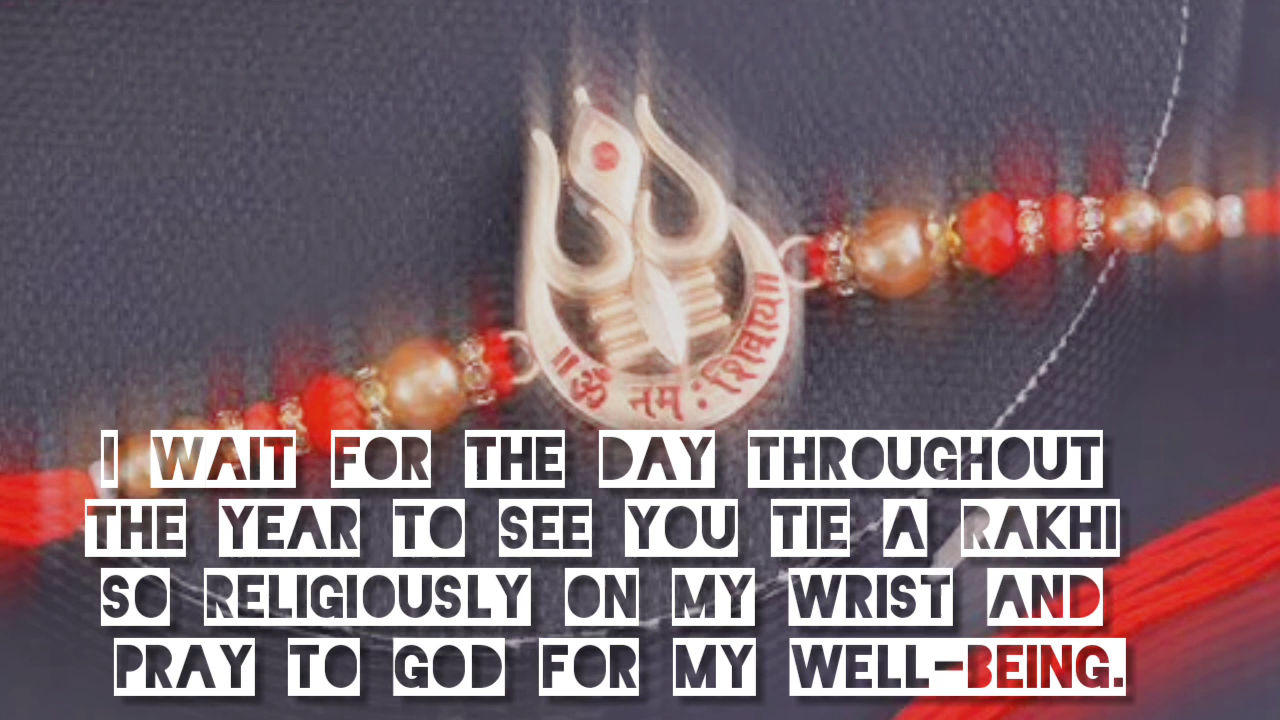 ॥ ॐ नमः शिवाय ॥
I WAIT FOR THE DAY THROUGHOUT
THE YEAR TO SEE YOU TIE A RAKHI
SO RELIGIOUSLY ON MY WRIST AND
PRAY TO GOD FOR MY WELL-BEING.